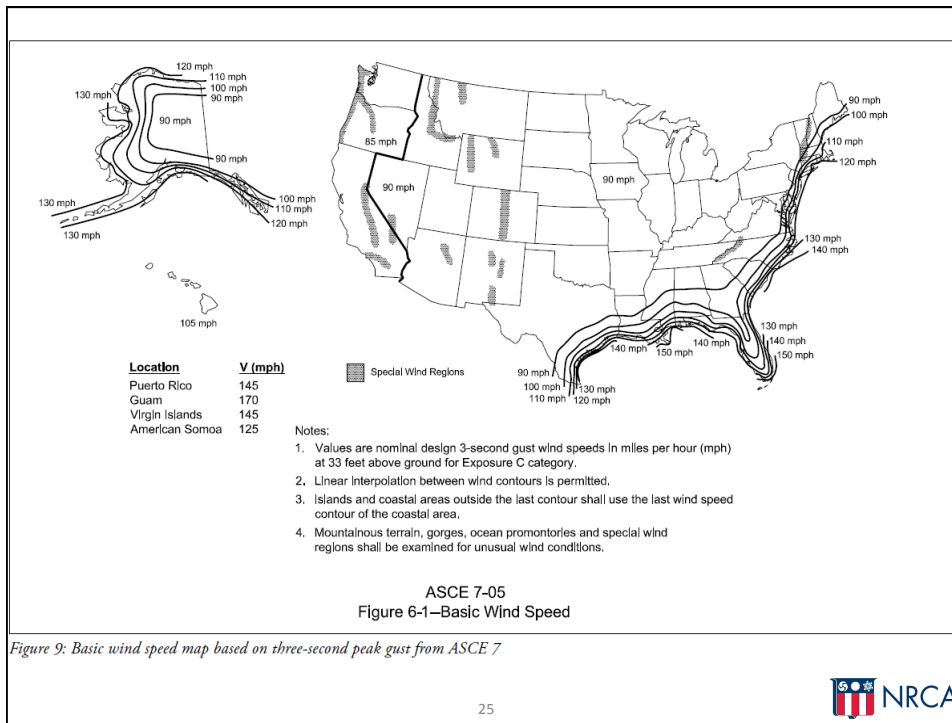 120 mph
110 mph
100 mph
90 mph
130 mph
90 mph
90 mph
100 mph
110 mph
120 mph
130 mph
130 mph
105 mph
85 mph
90 mph
90 mph
90 mph
100 mph
110 mph
120 mph
130 mph
140 mph
130 mph
140 mph
150 mph
140 mph
150 mph
140 mph
90 mph
100 mph
110 mph
130 mph
120 mph
Location V (mph)
Puerto Rico 145
Guam 170
Virgin Islands 145
American Somoa 125
Special Wind Regions
Notes:
1. Values are nominal design 3-second gust wind speeds in miles per hour (mph)
at 33 feet above ground for Exposure C category.
2. Linear interpolation between wind contours is permitted.
3. Islands and coastal areas outside the last contour shall use the last wind speed
contour of the coastal area.
4. Mountainous terrain, gorges, ocean promontories and special wind
regions shall be examined for unusual wind conditions.
ASCE 7-05
Figure 6-1—Basic Wind Speed
Figure 9: Basic wind speed map based on three-second peak gust from ASCE 7
25
NRCA